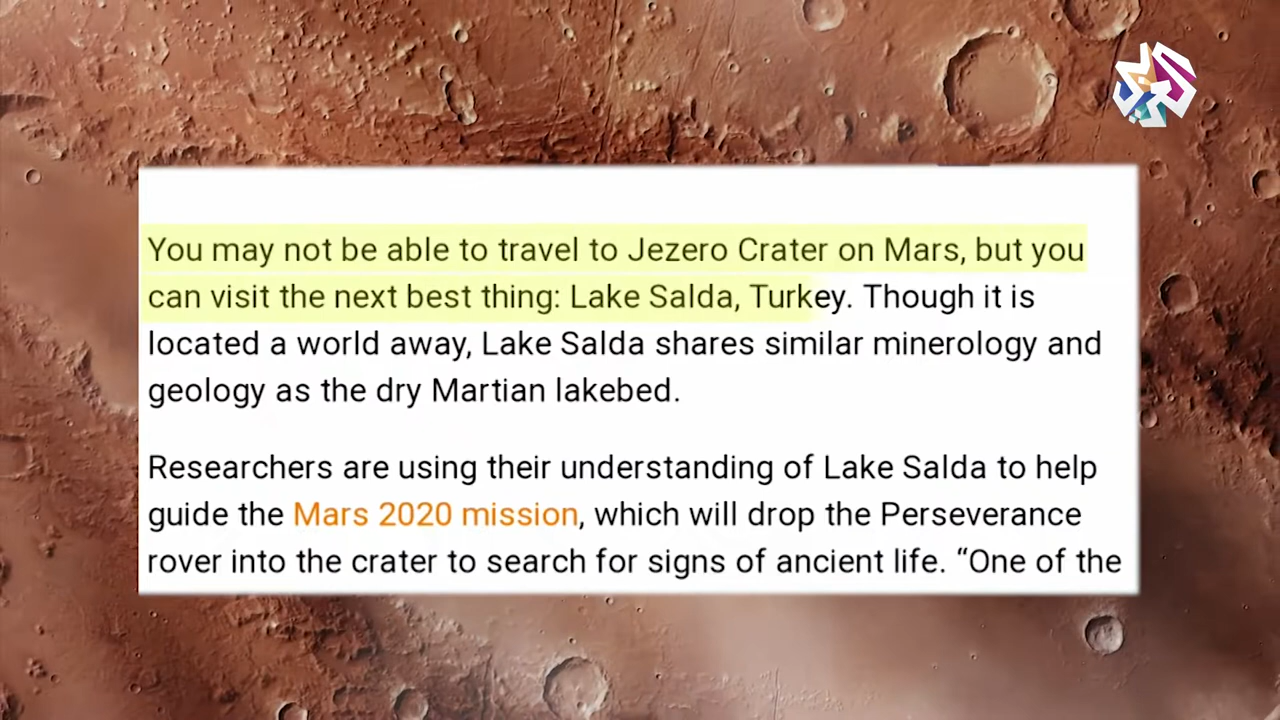 You may not be able to travel to Jezero Crater on Mars, but you
can visit the next best thing: Lake Salda, Turkey. Though it is
located a world away, Lake Salda shares similar minerology and
geology as the dry Martian lakebed.
Researchers are using their understanding of Lake Salda to help
guide the Mars 2020 mission, which will drop the Perseverance
rover into the crater to search for signs of ancient life. “One of the